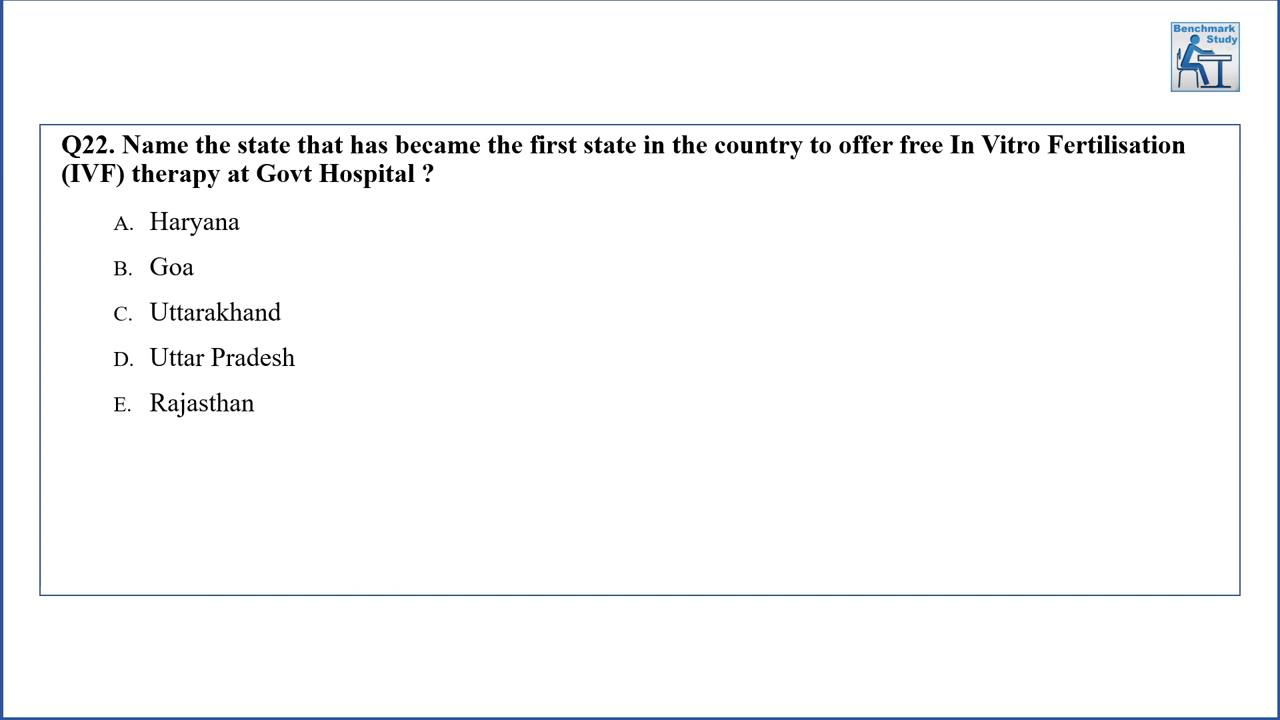 Benchmark
Study
Q22. Name the state that has became the first state in the country to offer free In Vitro Fertilisation
(IVF) therapy at Govt Hospital ?
A. Haryana
B. Goa
C. Uttarakhand
D. Uttar Pradesh
E. Rajasthan